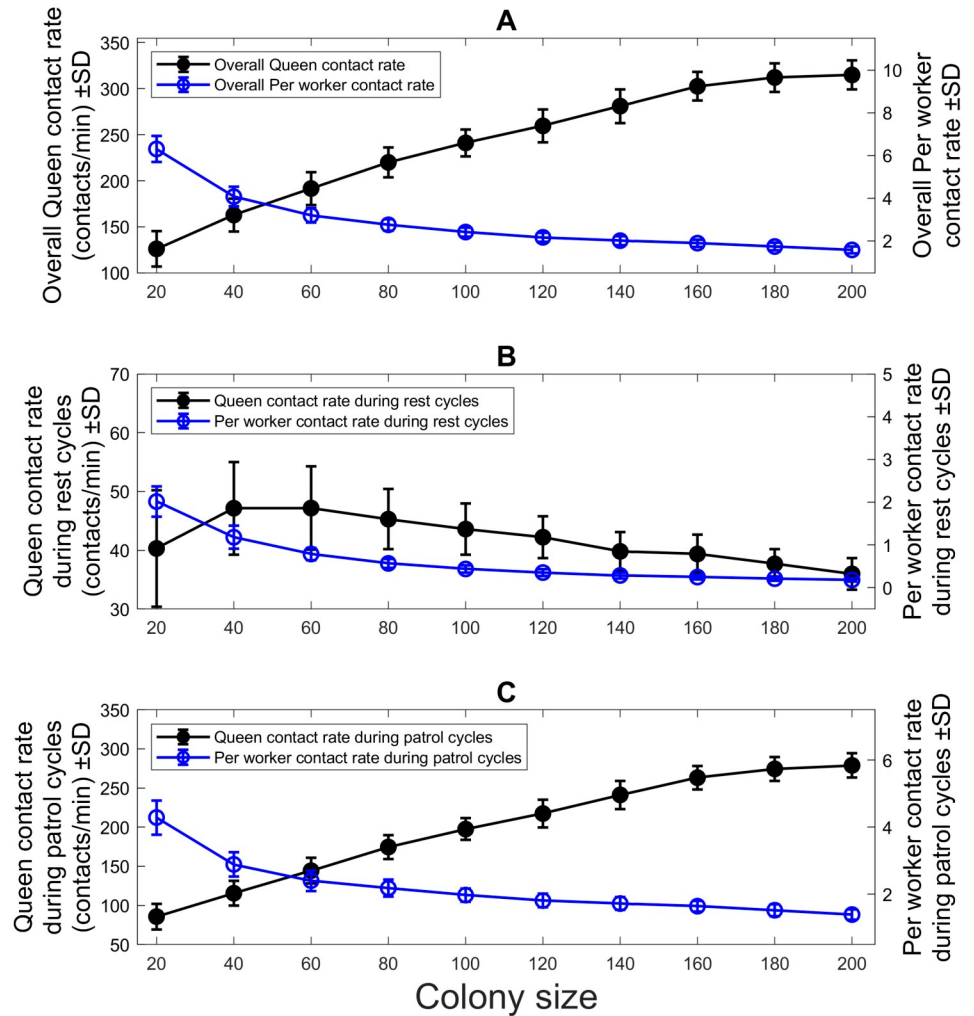 A
Overall Queen contact rate
(contacts/min) ±SD
350
300
250
200
150
100
Overall Queen contact rate
Overall Per worker contact rate
10
8
6
4
2
Overall Per worker
contact rate ±SD
20 40 60 80 100 120 140 160 180 200
B
Queen contact rate
during rest cycles
(contacts/min) ±SD
70
60
50
40
30
Queen contact rate during rest cycles
Per worker contact rate during rest cycles
5
4
3
2
1
0
Per worker contact rate
during rest cycles ±SD
20 40 60 80 100 120 140 160 180 200
C
Queen contact rate
during patrol cycles
(contacts/min) ±SD
350
300
250
200
150
100
50
Queen contact rate during patrol cycles
Per worker contact rate during patrol cycles
6
4
2
Per worker contact rate
during patrol cycles ±SD
20 40 60 80 100 120 140 160 180 200
Colony size